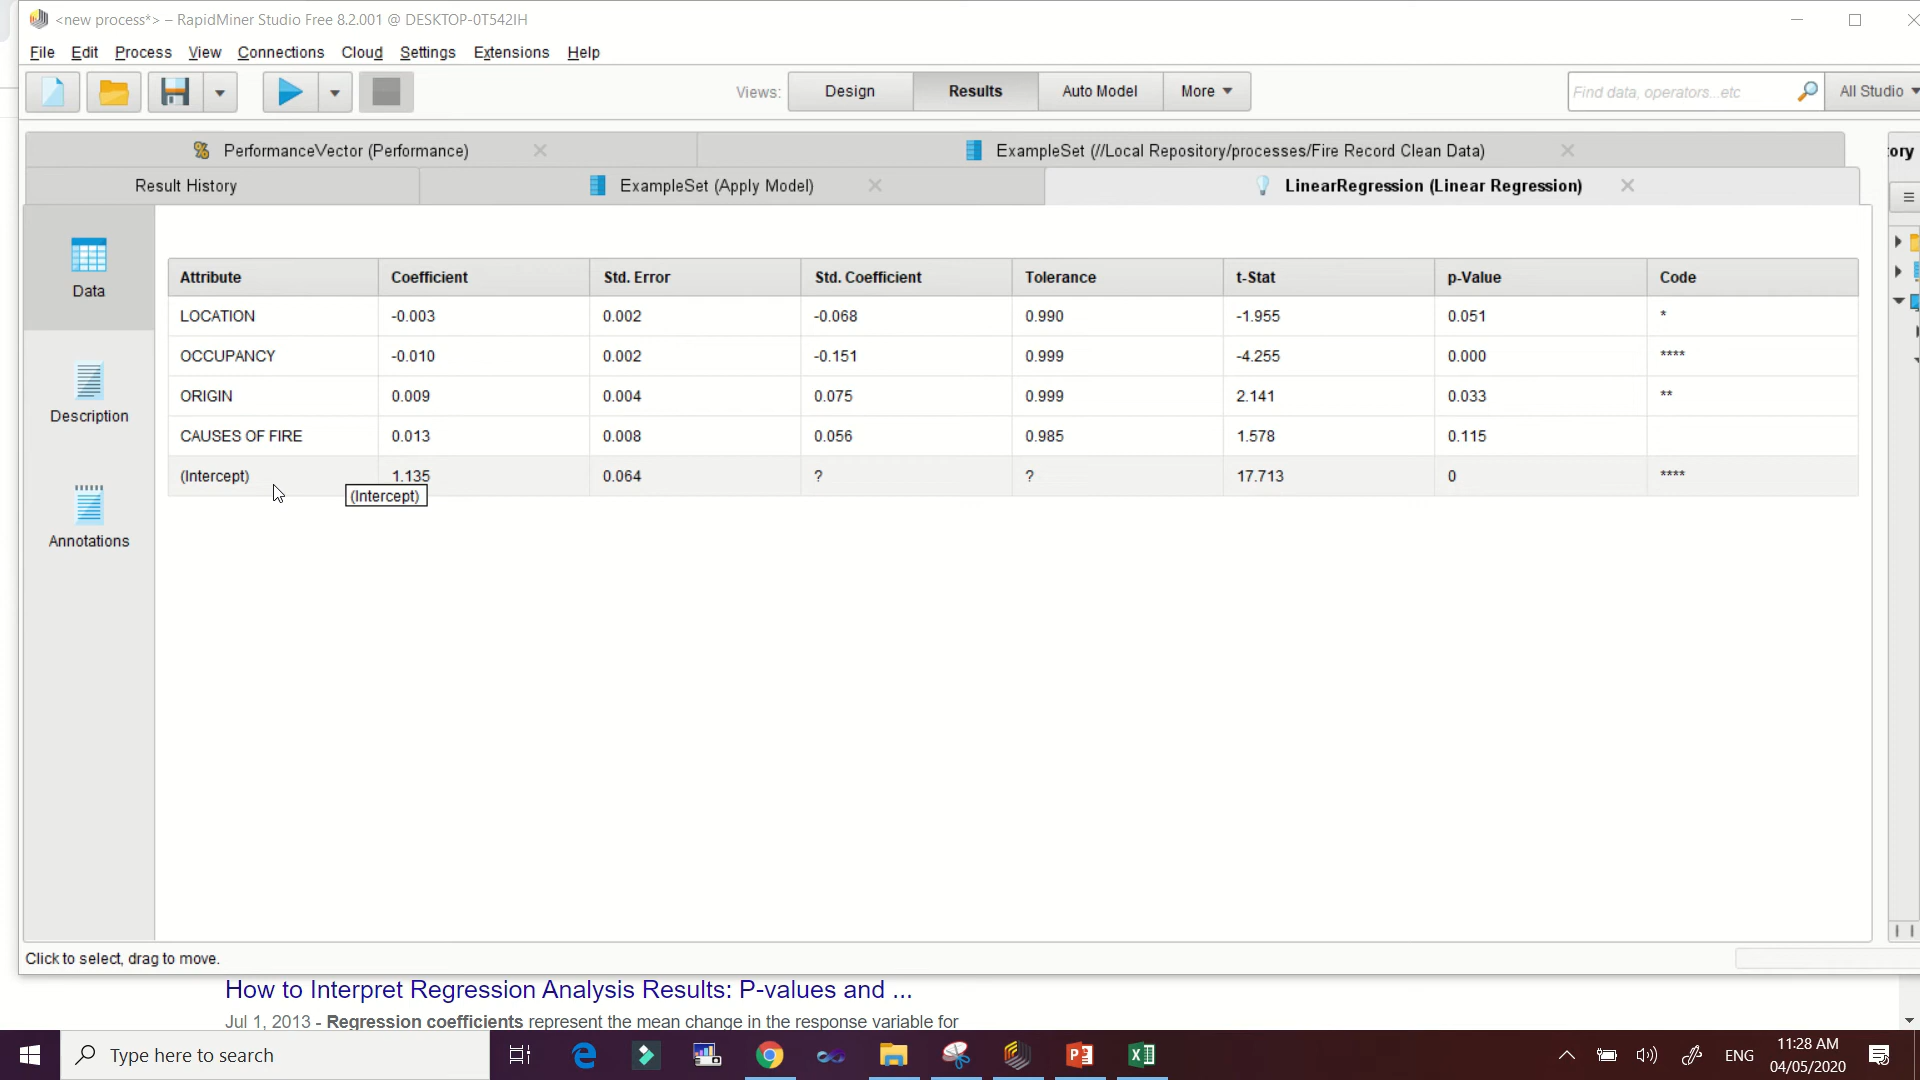 <new process*> – RapidMiner Studio Free 8.2.001 @ DESKTOP-0T542IH
File Edit Process View Connections Cloud Settings Extensions Help
Views: Design Results Auto Model More Find data, operators...etc All Studio
PerformanceVector (Performance) ExampleSet (//Local Repository/processes/Fire Record Clean Data) ory
Result History ExampleSet (Apply Model) LinearRegression (Linear Regression)
Data
Description
Annotations
Attribute Coefficient Std. Error Std. Coefficient Tolerance t-Stat p-Value Code
LOCATION -0.003 0.002 -0.068 0.990 -1.955 0.051 *
OCCUPANCY -0.010 0.002 -0.151 0.999 -4.255 0.000 ****
ORIGIN 0.009 0.004 0.075 0.999 2.141 0.033 **
CAUSES OF FIRE 0.013 0.008 0.056 0.985 1.578 0.115
(Intercept) 1.135 0.064 ? ? 17.713 0 ****
(Intercept)
Click to select, drag to move.
How to Interpret Regression Analysis Results: P-values and ...
Jul 1, 2013 - Regression coefficients represent the mean change in the response variable for
Type here to search ENG 11:28 AM
04/05/2020